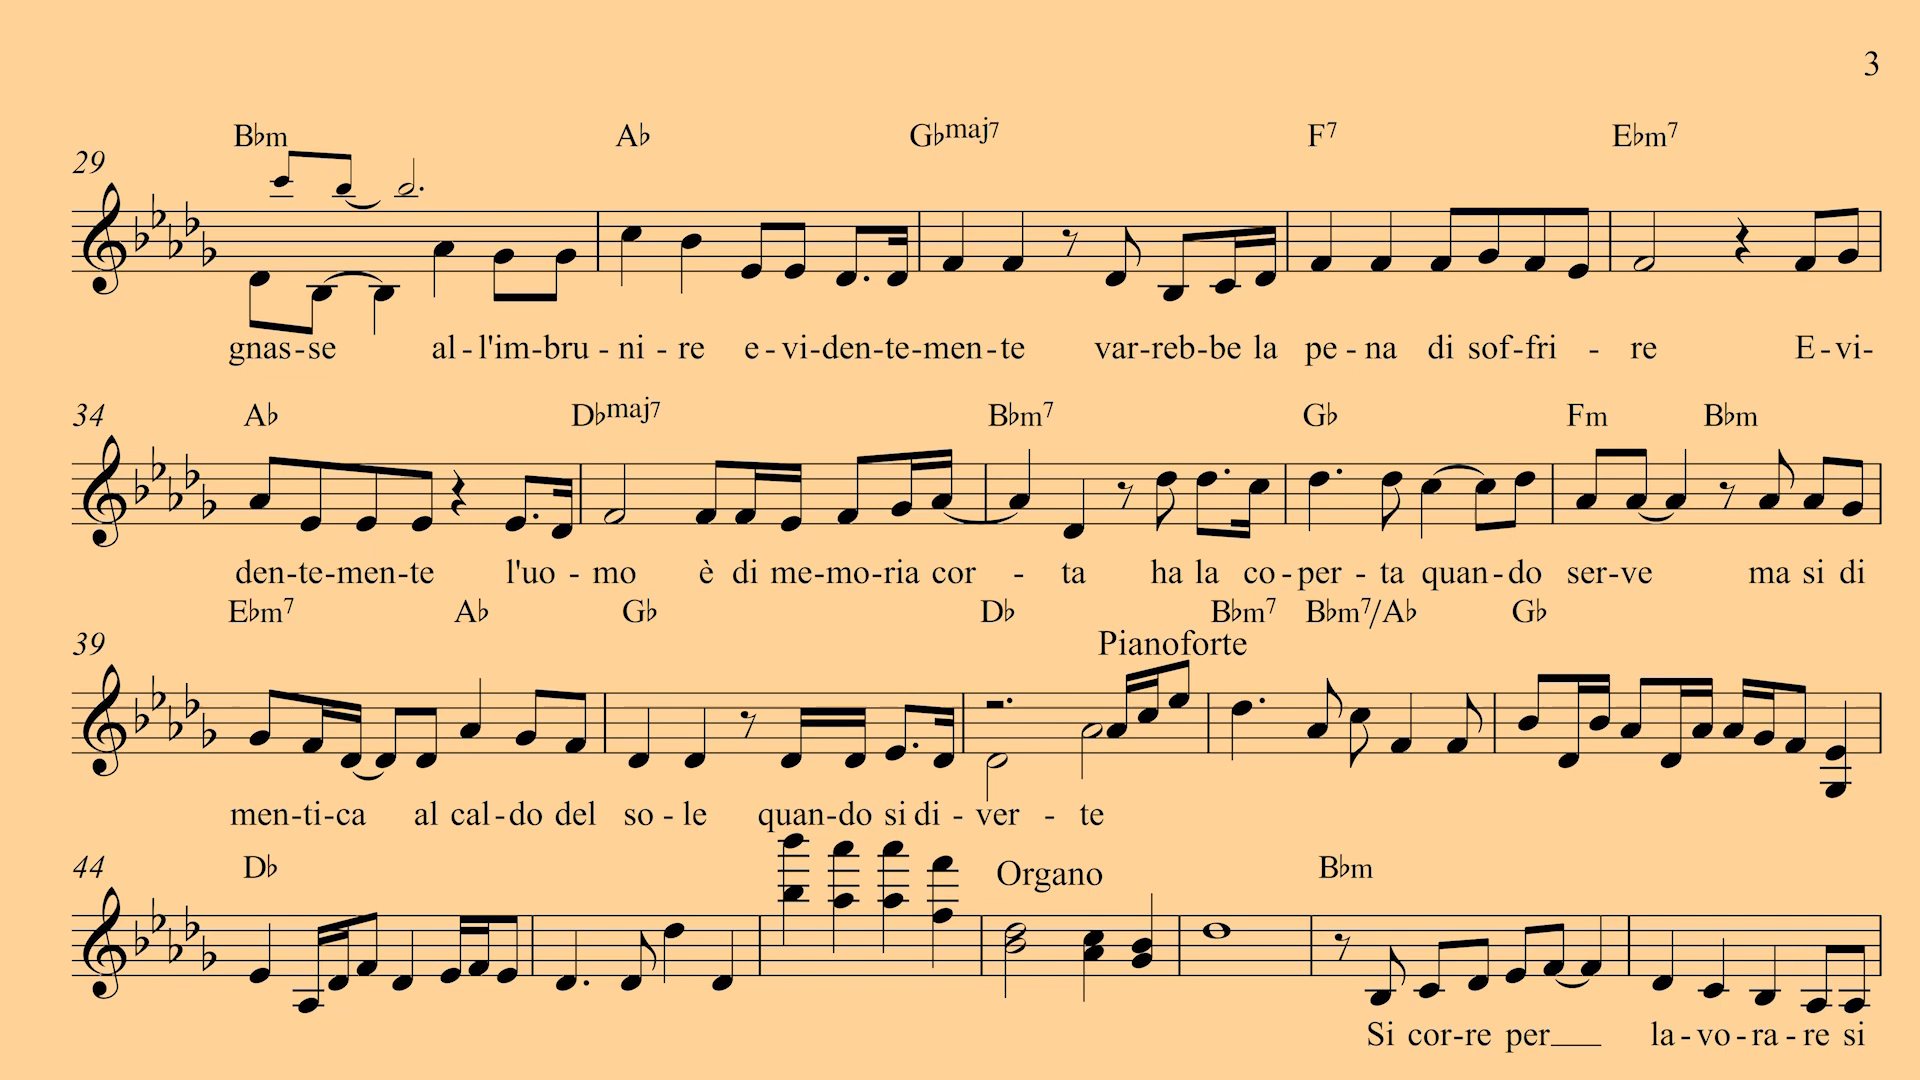 3
B♭m A♭ G♭maj7 F7 E♭m7
29
gnas-se al-l'im-bru-ni-re e-vi-den-te-men-te var-reb-be la pe-na di sof-fri-re E-vi-
34 A♭ D♭maj7 B♭m7 G♭ Fm B♭m
den-te-men-te l'uo-mo è di me-mo-ria cor-ta ha la co-per-ta quan-do ser-ve ma si di
E♭m7 A♭ G♭ D♭ B♭m7 B♭m7/A♭ G♭
39 Pianoforte
men-ti-ca al cal-do del so-le quan-do si di-ver-te
44 D♭ Organo B♭m
Si cor-re per__ la-vo-ra-re si